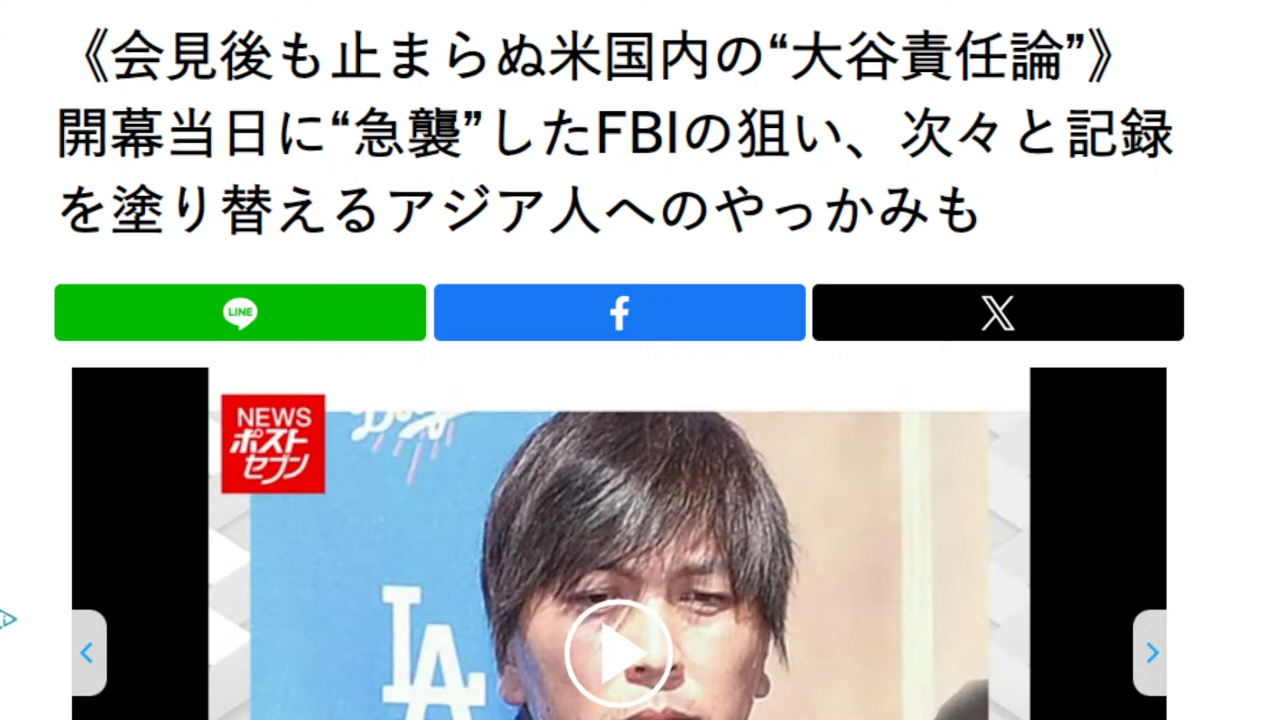 《会見後も止まらぬ米国内の“大谷責任論”》
開幕当日に“急襲”したFBIの狙い、次々と記録
を塗り替えるアジア人へのやっかみも
LINE
NEWS
ポスト
セブン
LA